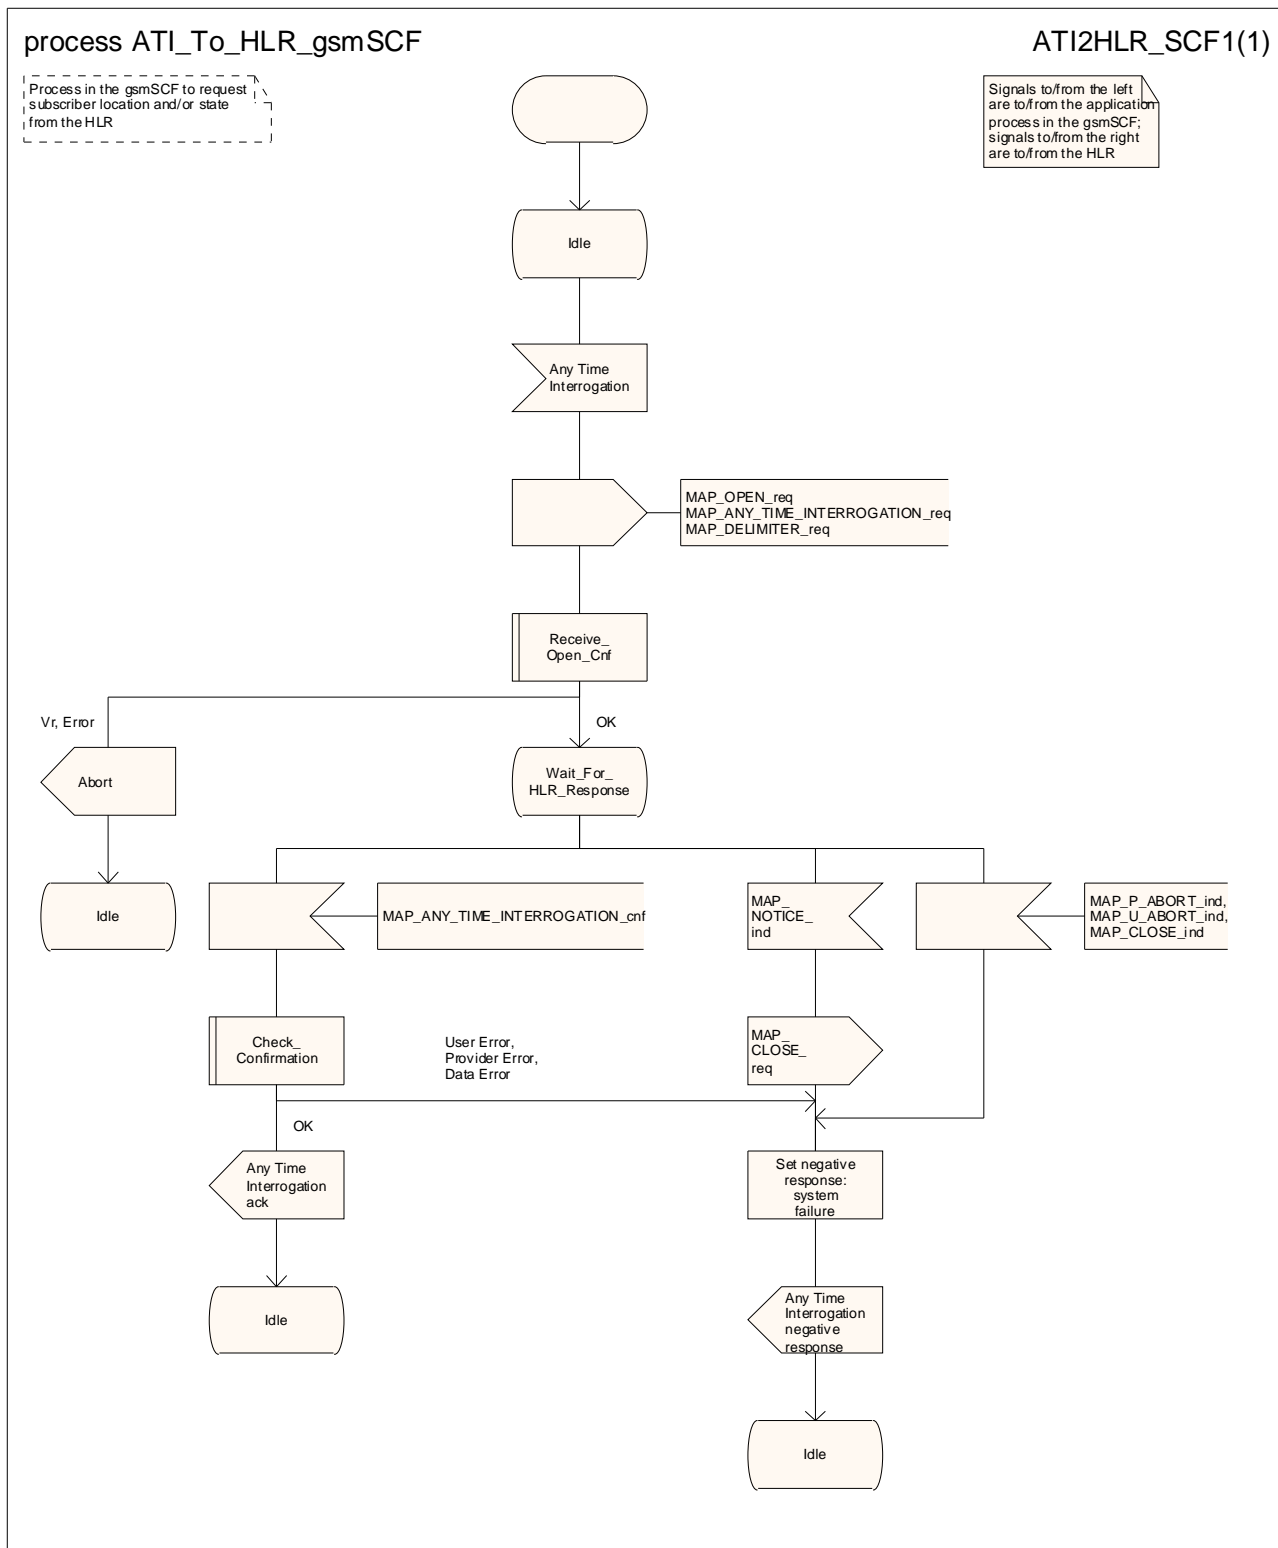 process ATI_To_HLR_gsmSCF
ATI2HLR_SCF1(1)
Process in the gsmSCF to request
subscriber location and/or state
from the HLR
Signals to/from the left
are to/from the application
process in the gsmSCF;
signals to/from the right
are to/from the HLR
Idle
Any Time
Interrogation
MAP_OPEN_req
MAP_ANY_TIME_INTERROGATION_req
MAP_DELIMITER_req
Receive_
Open_Cnf
Vr, Error
OK
Abort
Wait_For_
HLR_Response
Idle
MAP_ANY_TIME_INTERROGATION_cnf
MAP_
NOTICE_
ind
MAP_P_ABORT_ind,
MAP_U_ABORT_ind,
MAP_CLOSE_ind
Check_
Confirmation
User Error,
Provider Error,
Data Error
MAP_
CLOSE_
req
OK
Any Time
Interrogation
ack
Set negative
response:
system
failure
Idle
Any Time
Interrogation
negative
response
Idle